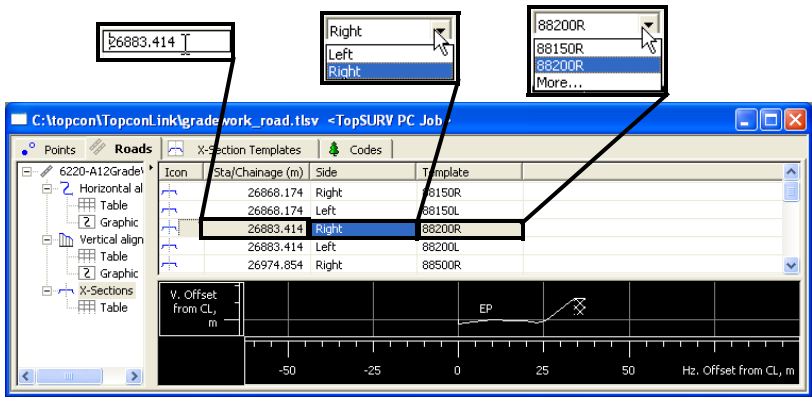 26883.414
Right
Left
Right
88200R
88150R
88200R
More...
C:\topcon\TopconLink\gradework_road.tlsv <TopSURV PC Job>
Points Roads X-Section Templates Codes
6220-A12Gradew
Horizontal al
Table
Graphic
Vertical align
Table
Graphic
X-Sections
Table
Icon Sta/Chainage (m) Side Template
26868.174 Right 88150R
26868.174 Left 88150L
26883.414 Right 88200R
26883.414 Left 88200L
26974.854 Right 88500R
V. Offset
from CL,
m
EP
-50 -25 0 25 50 Hz. Offset from CL, m